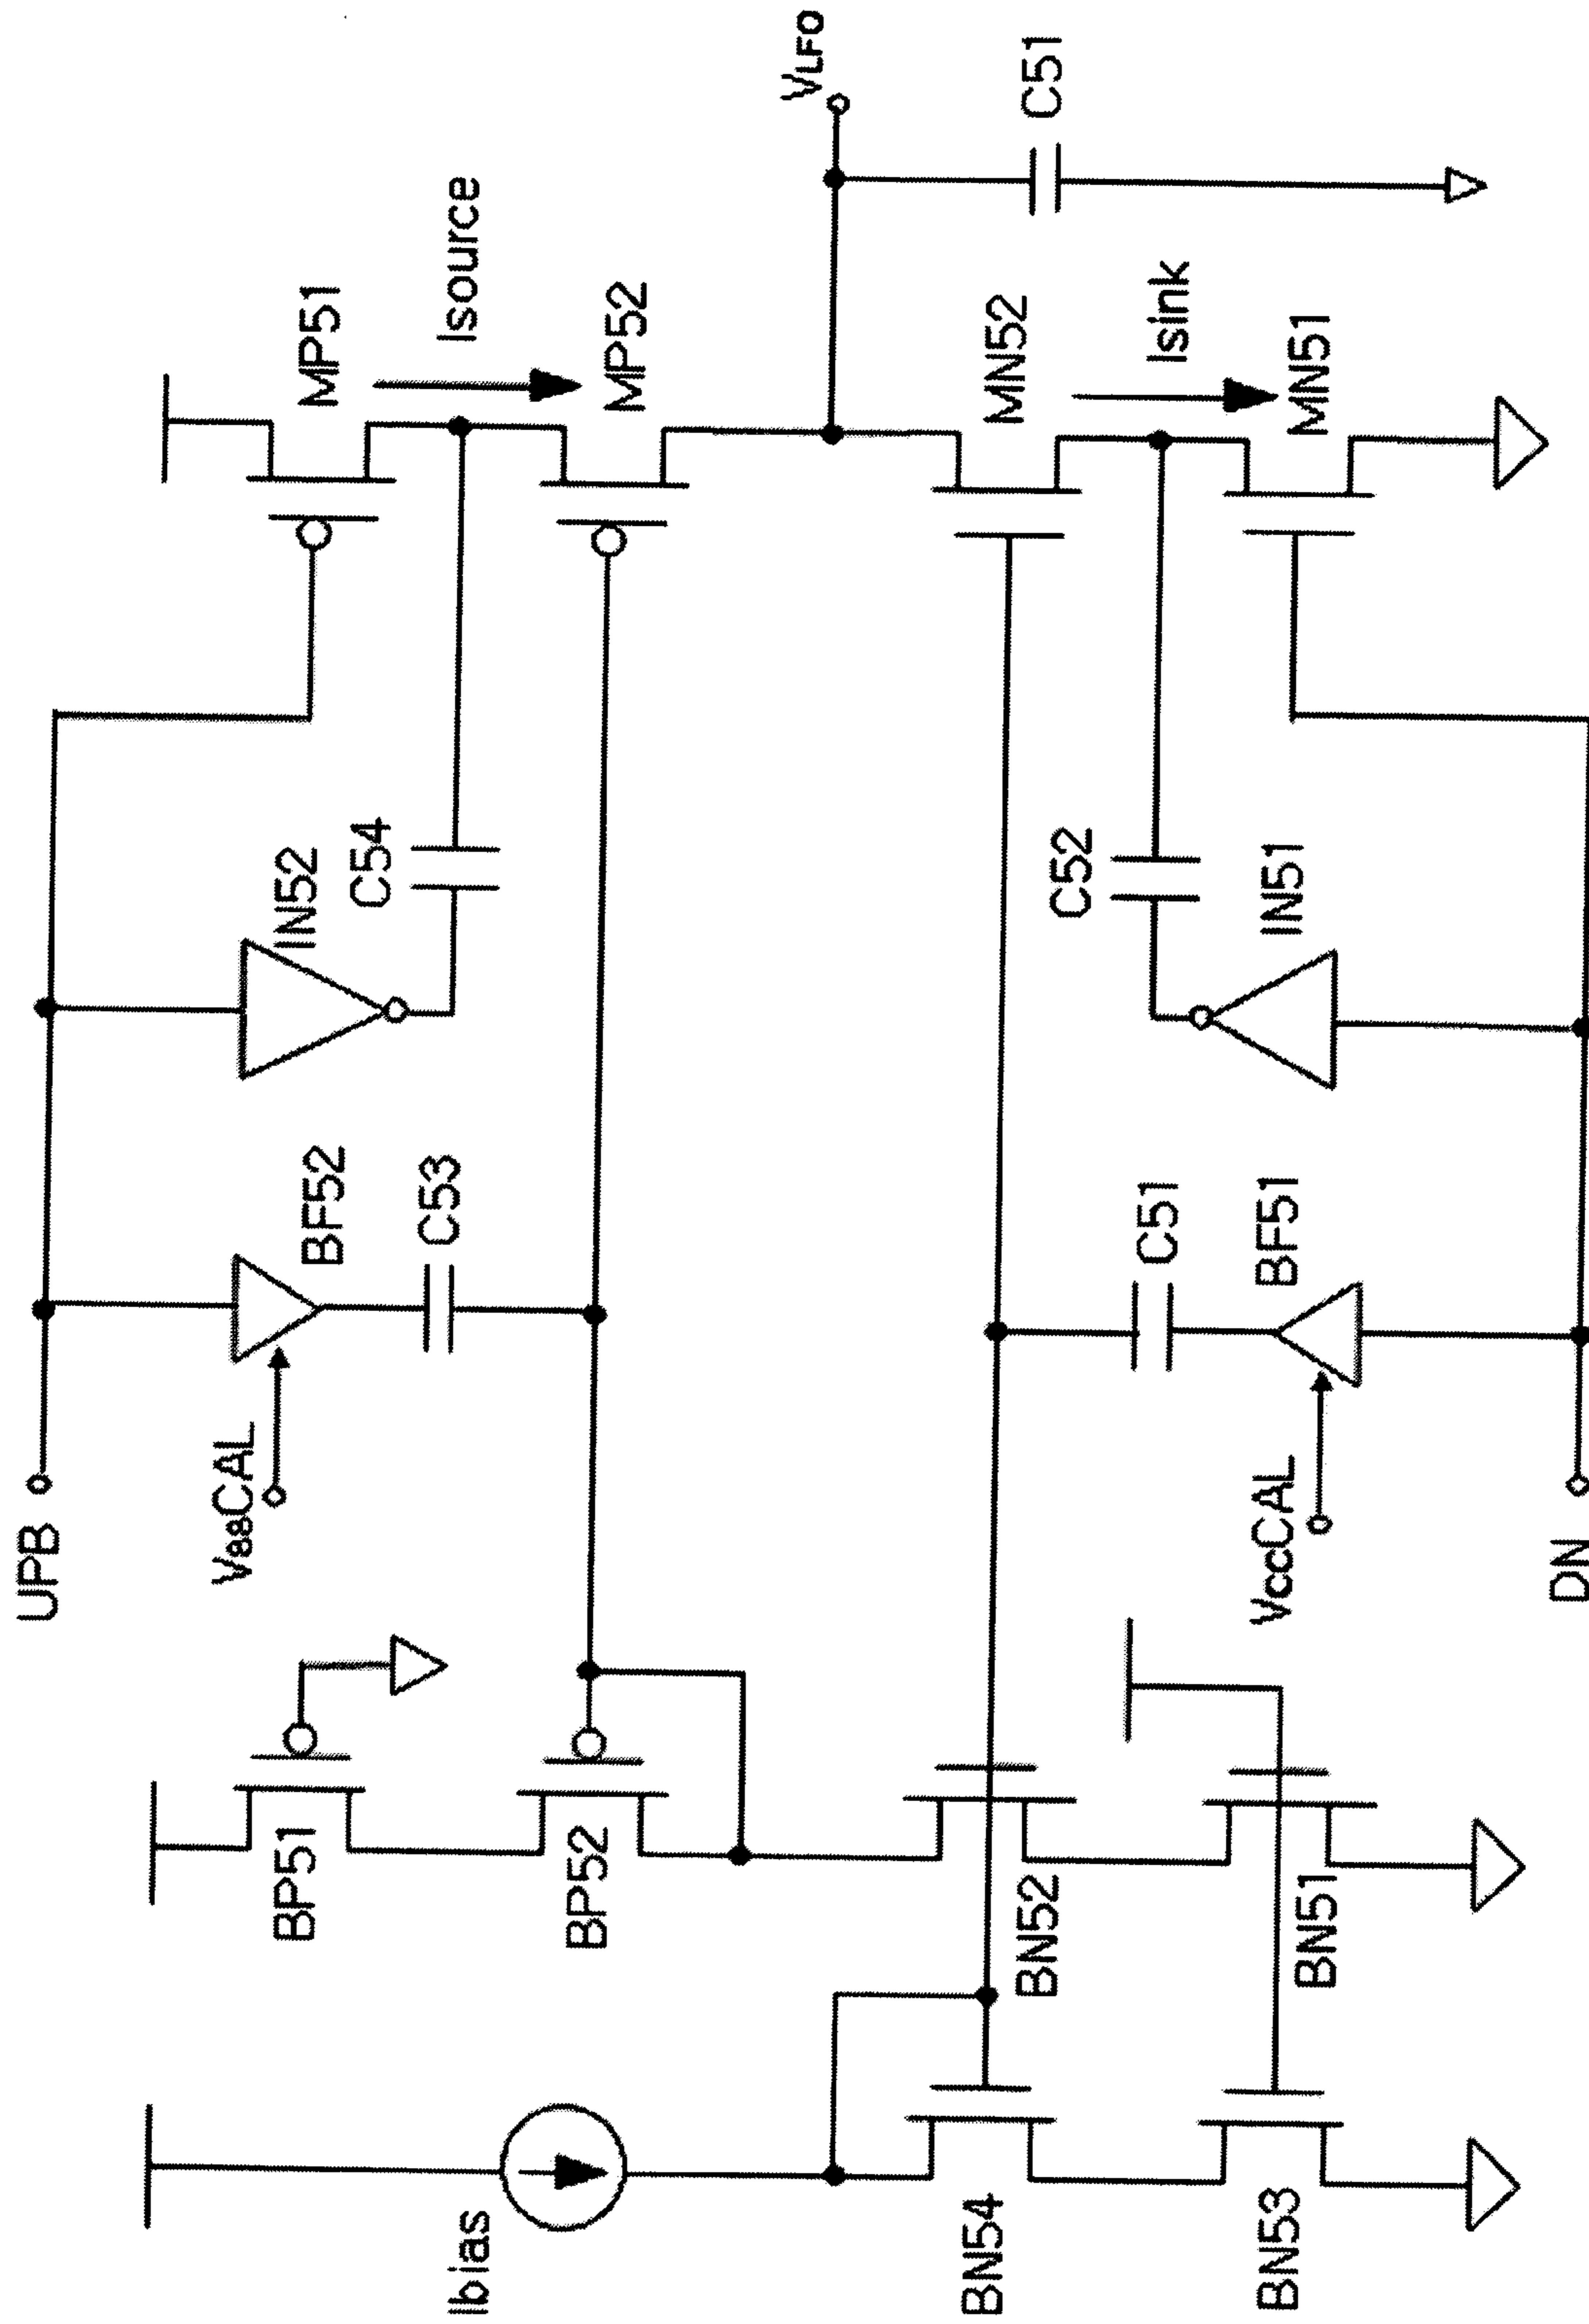 UPB
VssCAL
BF52
C53
IN52
C54
MP51
Isource
MP52
VLFO
C51
BP51
BP52
Ibias
BN54
BN53
BN52
BN51
C51
BF51
VccCAL
DN
C52
IN51
MN52
Isink
MN51